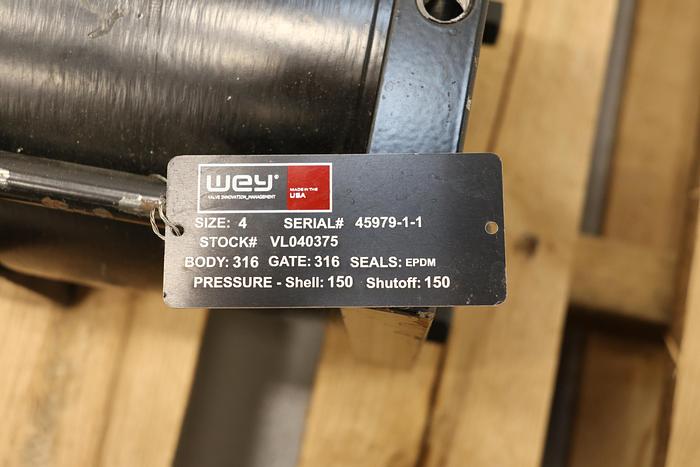 wey®
VALVE INNOVATION_MANAGEMENT
MADE IN THE
USA
SIZE: 4 SERIAL# 45979-1-1
STOCK# VL040375
BODY: 316 GATE: 316 SEALS: EPDM
PRESSURE - Shell: 150 Shutoff: 150